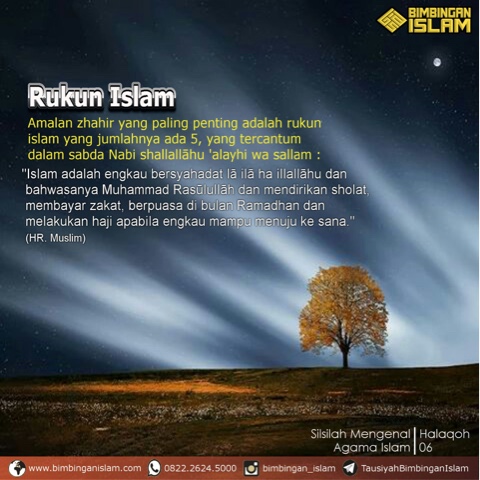 BIMBINGAN
ISLAM
Rukun Islam
Amalan zhahir yang paling penting adalah rukun
islam yang jumlahnya ada 5, yang tercantum
dalam sabda Nabi shallallāhu 'alayhi wa sallam :
"Islam adalah engkau bersyahadat lā ilā ha illallāhu dan
bahwasanya Muhammad Rasūlullāh dan mendirikan sholat,
membayar zakat, berpuasa di bulan Ramadhan dan
melakukan haji apabila engkau mampu menuju ke sana."
(HR. Muslim)
Silsilah Mengenal Halaqoh
Agama Islam 06
www.bimbinganislam.com 0822.2624.5000 bimbingan_islam TausiyahBimbinganIslam